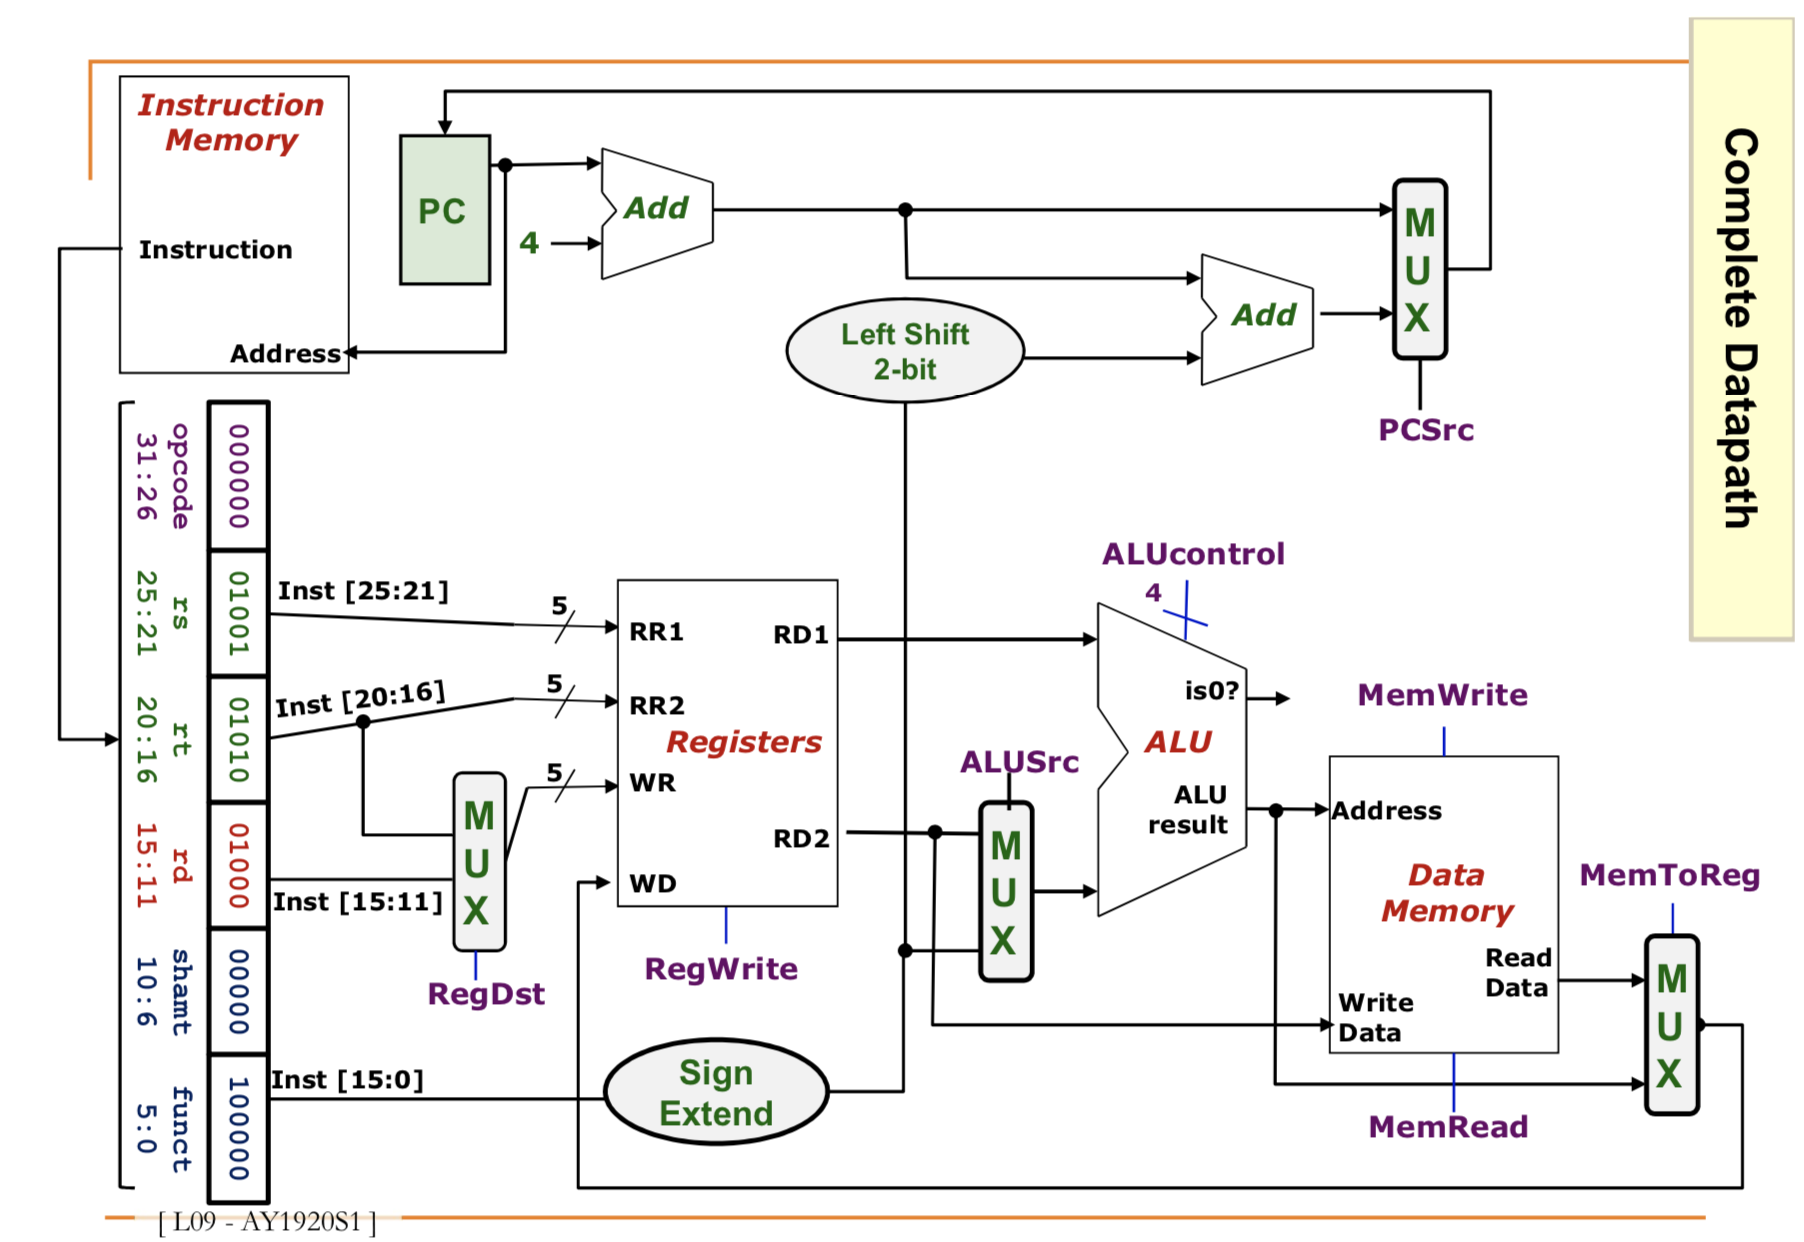 Complete Datapath
Instruction
Memory
Instruction
Address
PC
4
Add
Left Shift
2-bit
Add
M
U
X
PCSrc
opcode
31:26
000000
rs
25:21
01001
rt
20:16
01010
rd
15:11
01000
shamt
10:6
00000
funct
5:0
100000
Inst [25:21]
5
Inst [20:16]
5
5
Inst [15:11]
M
U
X
RegDst
Inst [15:0]
RR1
RR2
WR
WD
Registers
RD1
RD2
RegWrite
Sign
Extend
ALUSrc
M
U
X
ALUcontrol
4
is0?
ALU
ALU
result
MemWrite
Address
Data
Memory
Read
Data
Write
Data
MemRead
MemToReg
M
U
X
[ L09 - AY1920S1 ]